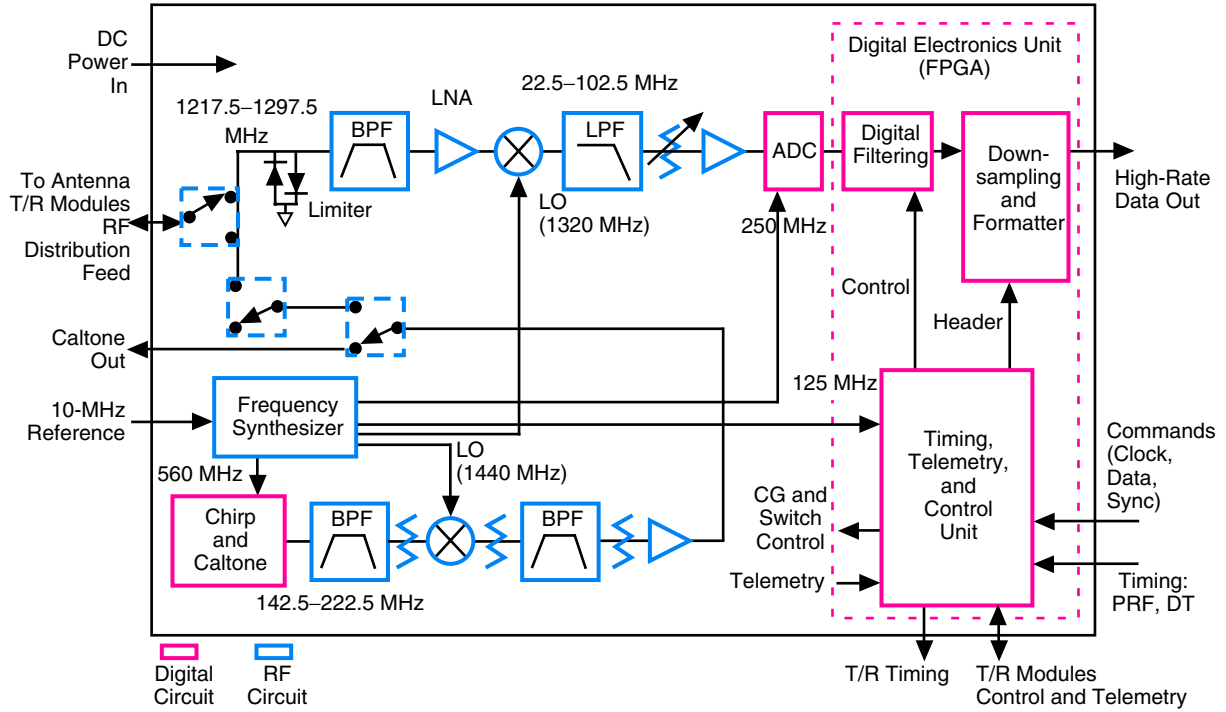 DC
Power
In
1217.5–1297.5
MHz
BPF
LNA
22.5–102.5 MHz
LPF
ADC
Digital Electronics Unit
(FPGA)
Digital
Filtering
Down-
sampling
and
Formatter
High-Rate
Data Out
To Antenna
T/R Modules
RF
Distribution
Feed
Limiter
LO
(1320 MHz)
250 MHz
Control
Header
Caltone
Out
10-MHz
Reference
Frequency
Synthesizer
125 MHz
Timing,
Telemetry,
and
Control
Unit
Commands
(Clock,
Data,
Sync)
560 MHz
LO
(1440 MHz)
Chirp
and
Caltone
BPF
BPF
142.5–222.5 MHz
CG and
Switch
Control
Telemetry
Timing:
PRF, DT
Digital
Circuit
RF
Circuit
T/R Timing
T/R Modules
Control and Telemetry